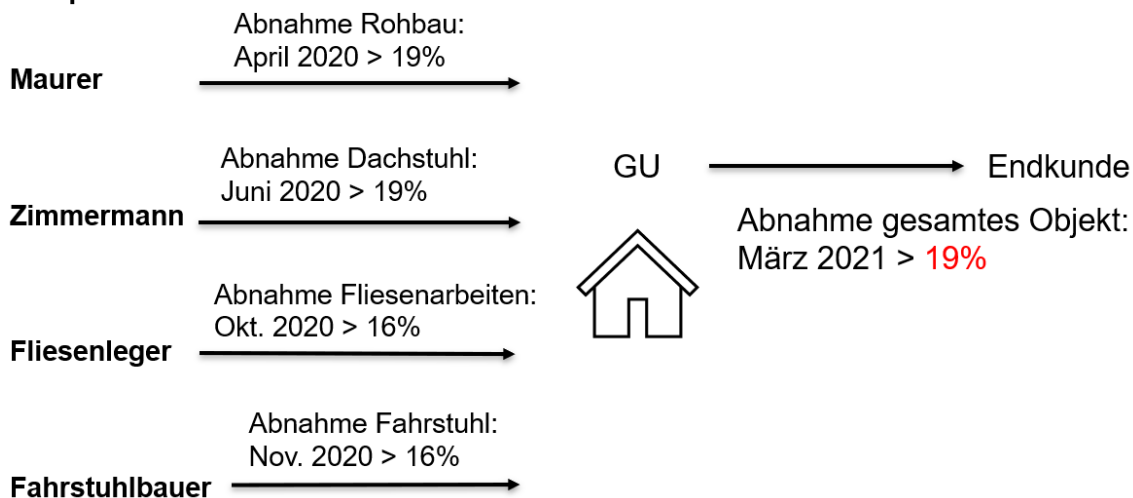 Abnahme Rohbau:
April 2020 > 19%
Maurer
Abnahme Dachstuhl:
Juni 2020 > 19%
Zimmermann
GU
Endkunde
Abnahme gesamtes Objekt:
März 2021 > 19%
Abnahme Fliesenarbeiten:
Okt. 2020 > 16%
Fliesenleger
Abnahme Fahrstuhl:
Nov. 2020 > 16%
Fahrstuhlbauer